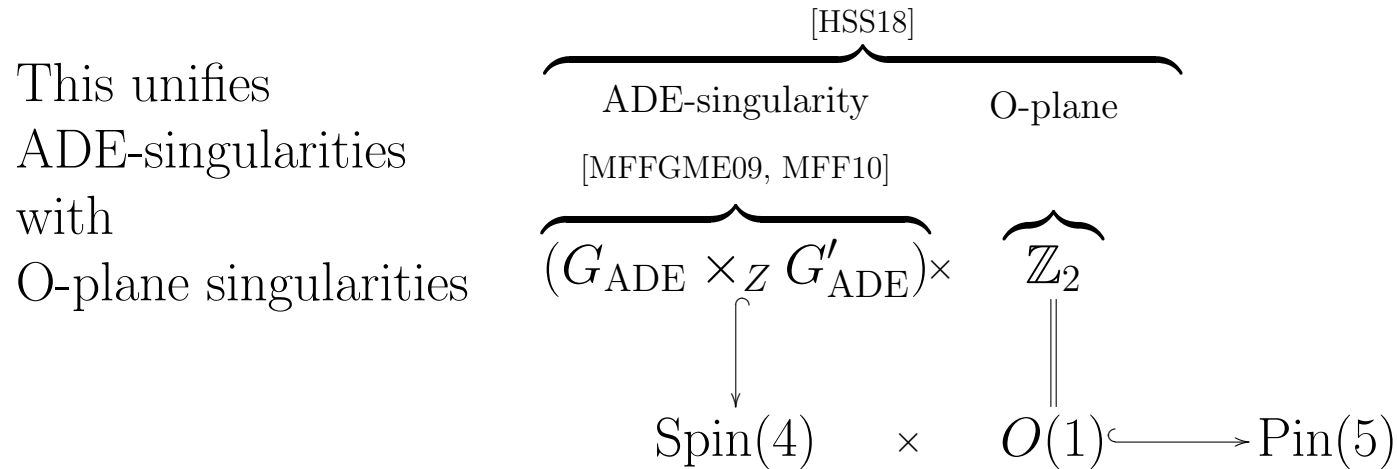 This unifies
ADE-singularities
with
O-plane singularities
[HSS18]
ADE-singularity O-plane
[MFFGME09, MFF10]
(G_ADE ×_Z G′_ADE) × ℤ₂
Spin(4) × O(1) Pin(5)